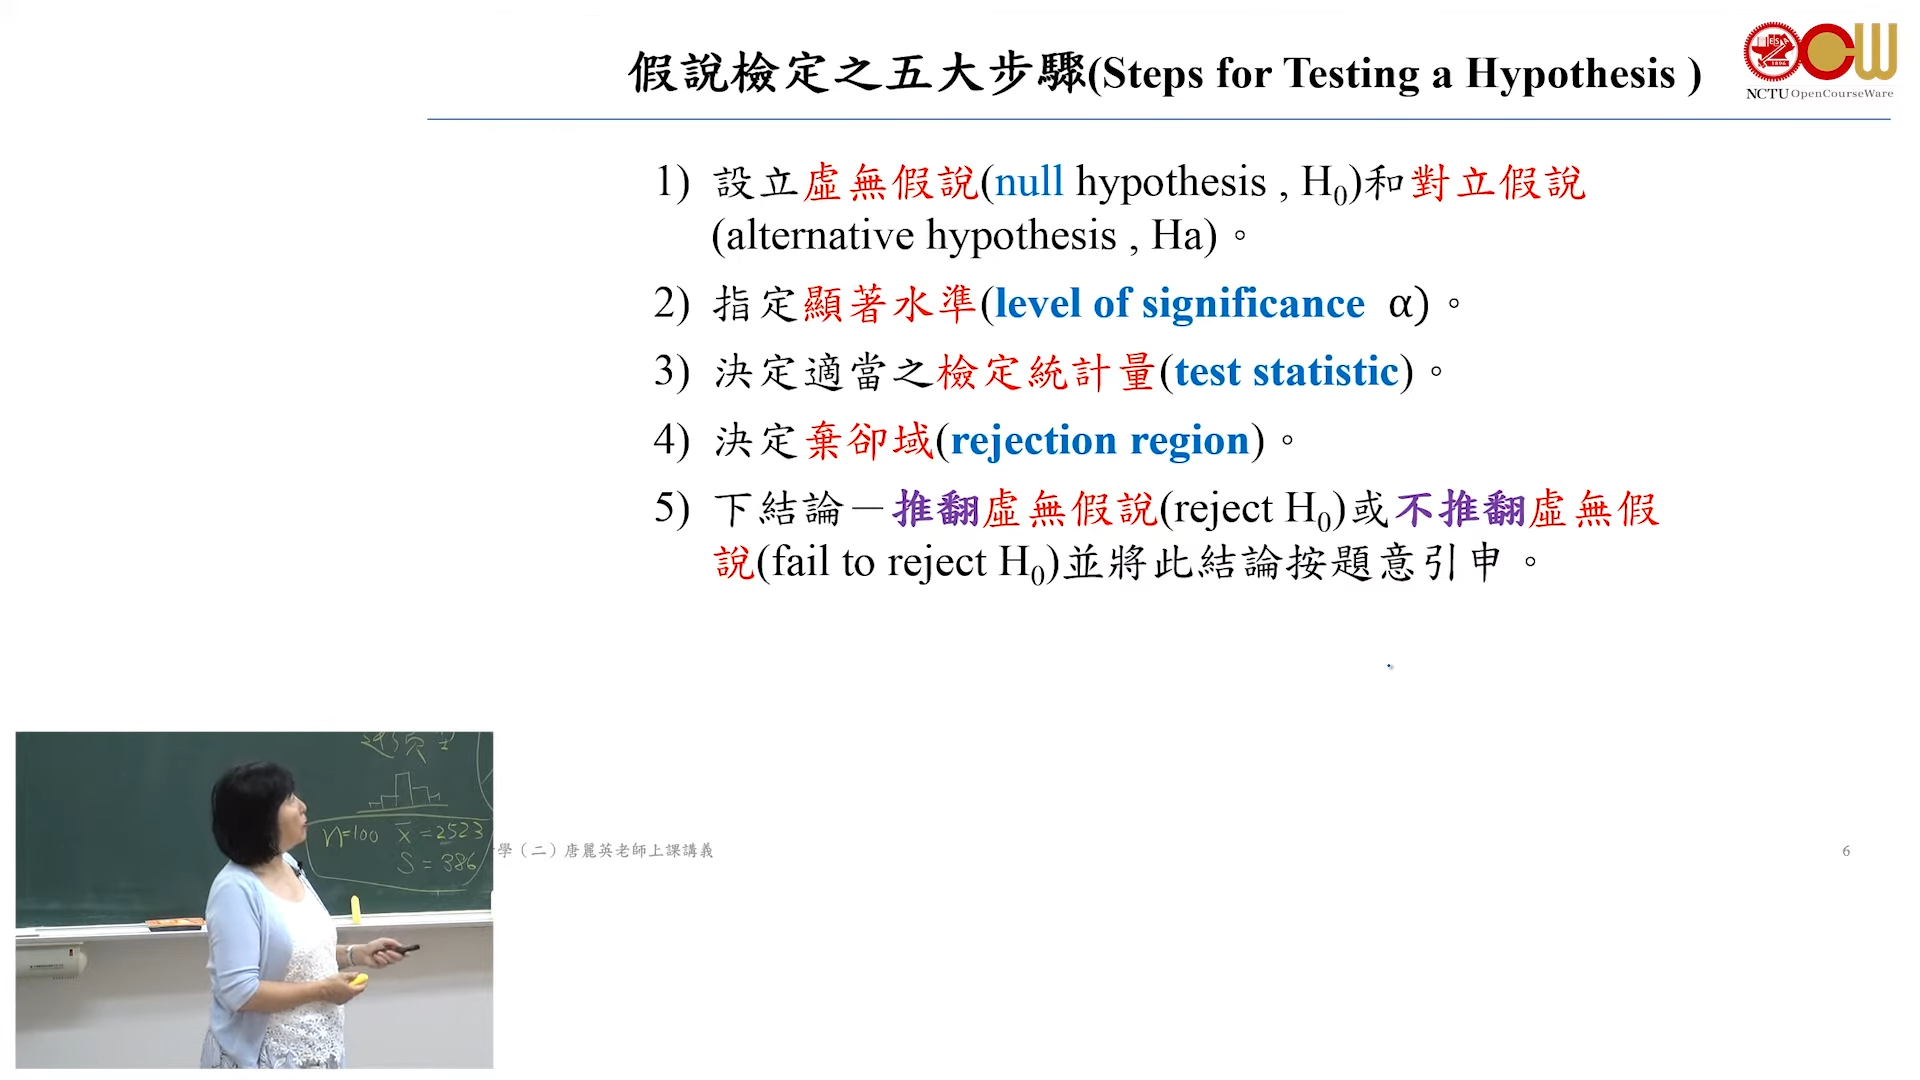 假說檢定之五大步驟(Steps for Testing a Hypothesis )
NCTU OpenCourseWare
1) 設立虛無假說(null hypothesis , H₀)和對立假說
(alternative hypothesis , Ha)。
2) 指定顯著水準(level of significance α)。
3) 決定適當之檢定統計量(test statistic)。
4) 決定棄卻域(rejection region)。
5) 下結論－推翻虛無假說(reject H₀)或不推翻虛無假
說(fail to reject H₀)並將此結論按題意引申。
n=100 x̄ =2523
S = 386
學（二）唐麗英老師上課講義
6